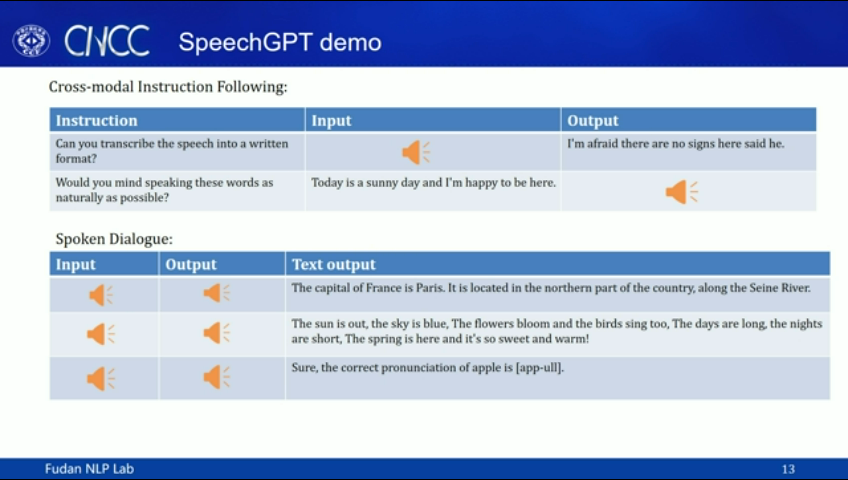 CNCC
SpeechGPT demo
Cross-modal Instruction Following:
Instruction Input Output
Can you transcribe the speech into a written
format?
I'm afraid there are no signs here said he.
Would you mind speaking these words as
naturally as possible?
Today is a sunny day and I'm happy to be here.
Spoken Dialogue:
Input Output Text output
The capital of France is Paris. It is located in the northern part of the country, along the Seine River.
The sun is out, the sky is blue, The flowers bloom and the birds sing too, The days are long, the nights
are short, The spring is here and it's so sweet and warm!
Sure, the correct pronunciation of apple is [app-ull].
Fudan NLP Lab
13